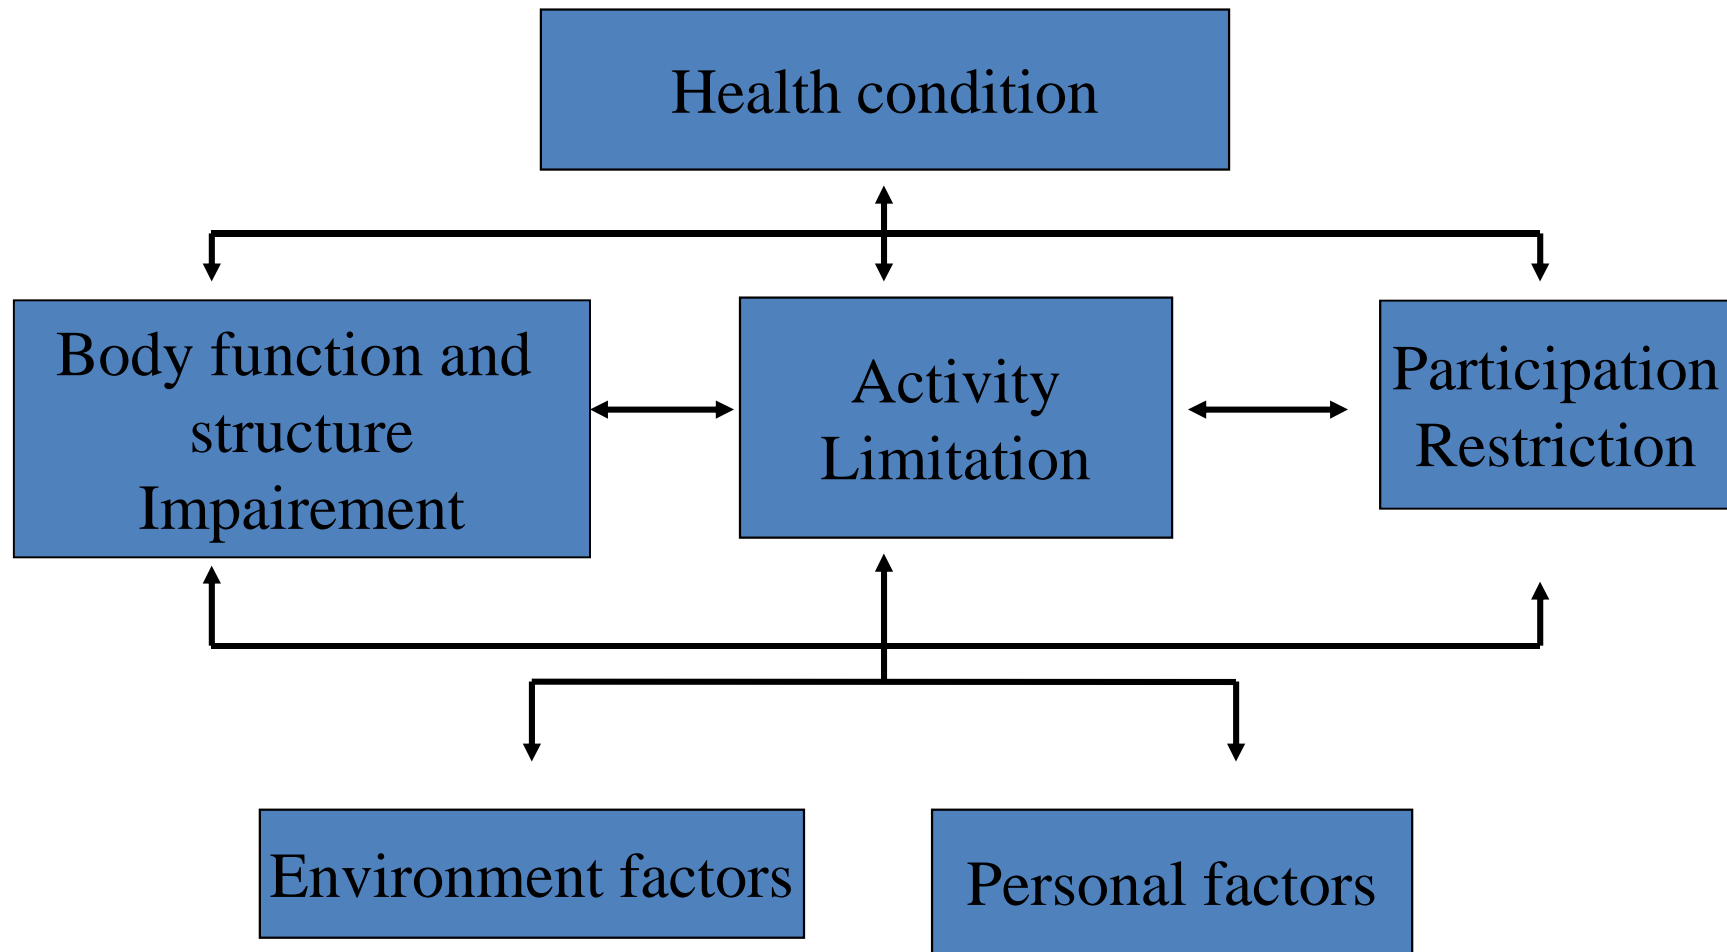 Health condition
Body function and
structure
Impairement
Activity
Limitation
Participation
Restriction
Environment factors
Personal factors